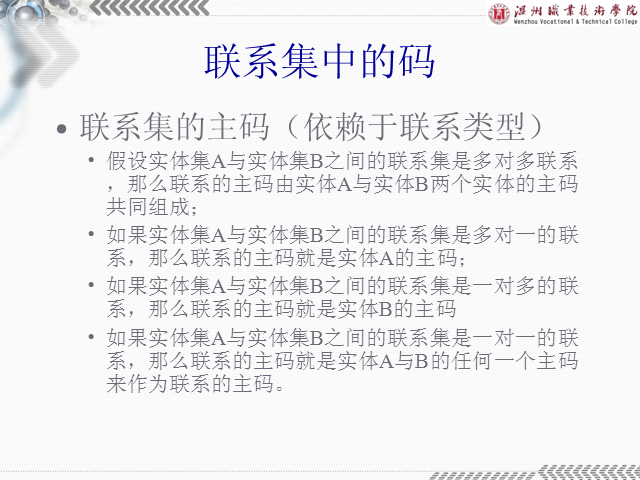 温州职业技术学院
Wenzhou Vocational & Technical College
联系集中的码
• 联系集的主码（依赖于联系类型）
• 假设实体集A与实体集B之间的联系集是多对多联系
，那么联系的主码由实体A与实体B两个实体的主码
共同组成；
• 如果实体集A与实体集B之间的联系集是多对一的联
系，那么联系的主码就是实体A的主码；
• 如果实体集A与实体集B之间的联系集是一对多的联
系，那么联系的主码就是实体B的主码
• 如果实体集A与实体集B之间的联系集是一对一的联
系，那么联系的主码就是实体A与B的任何一个主码
来作为联系的主码。